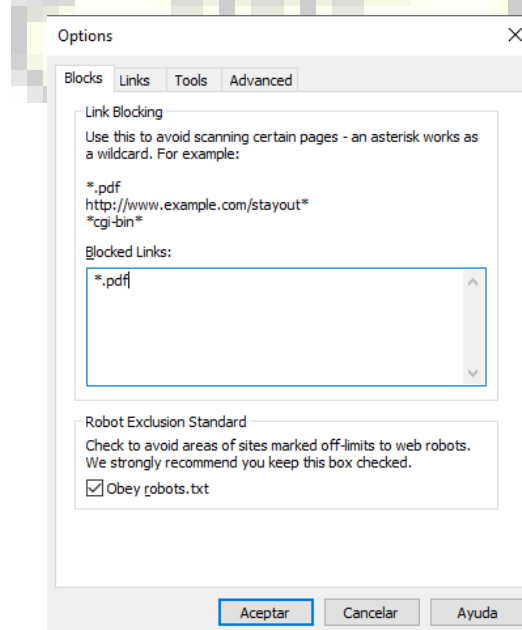 Options
Blocks Links Tools Advanced
Link Blocking
Use this to avoid scanning certain pages - an asterisk works as
a wildcard. For example:
*.pdf
http://www.example.com/stayout*
*cgi-bin*
Blocked Links:
*.pdf
Robot Exclusion Standard
Check to avoid areas of sites marked off-limits to web robots.
We strongly recommend you keep this box checked.
Obey robots.txt
Aceptar Cancelar Ayuda